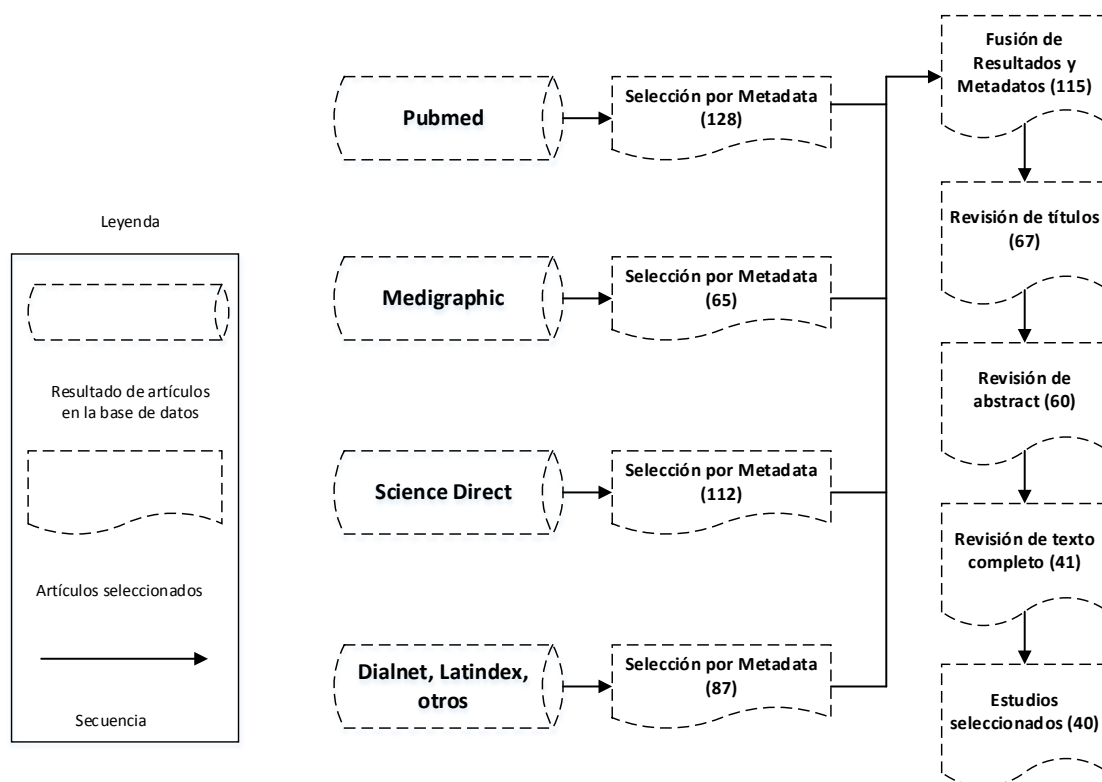 Leyenda
Resultado de artículos
en la base de datos
Artículos seleccionados
Secuencia
Pubmed
Selección por Metadata
(128)
Medigraphic
Selección por Metadata
(65)
Science Direct
Selección por Metadata
(112)
Dialnet, Latindex,
otros
Selección por Metadata
(87)
Fusión de
Resultados y
Metadatos (115)
Revisión de títulos
(67)
Revisión de
abstract (60)
Revisión de texto
completo (41)
Estudios
seleccionados (40)